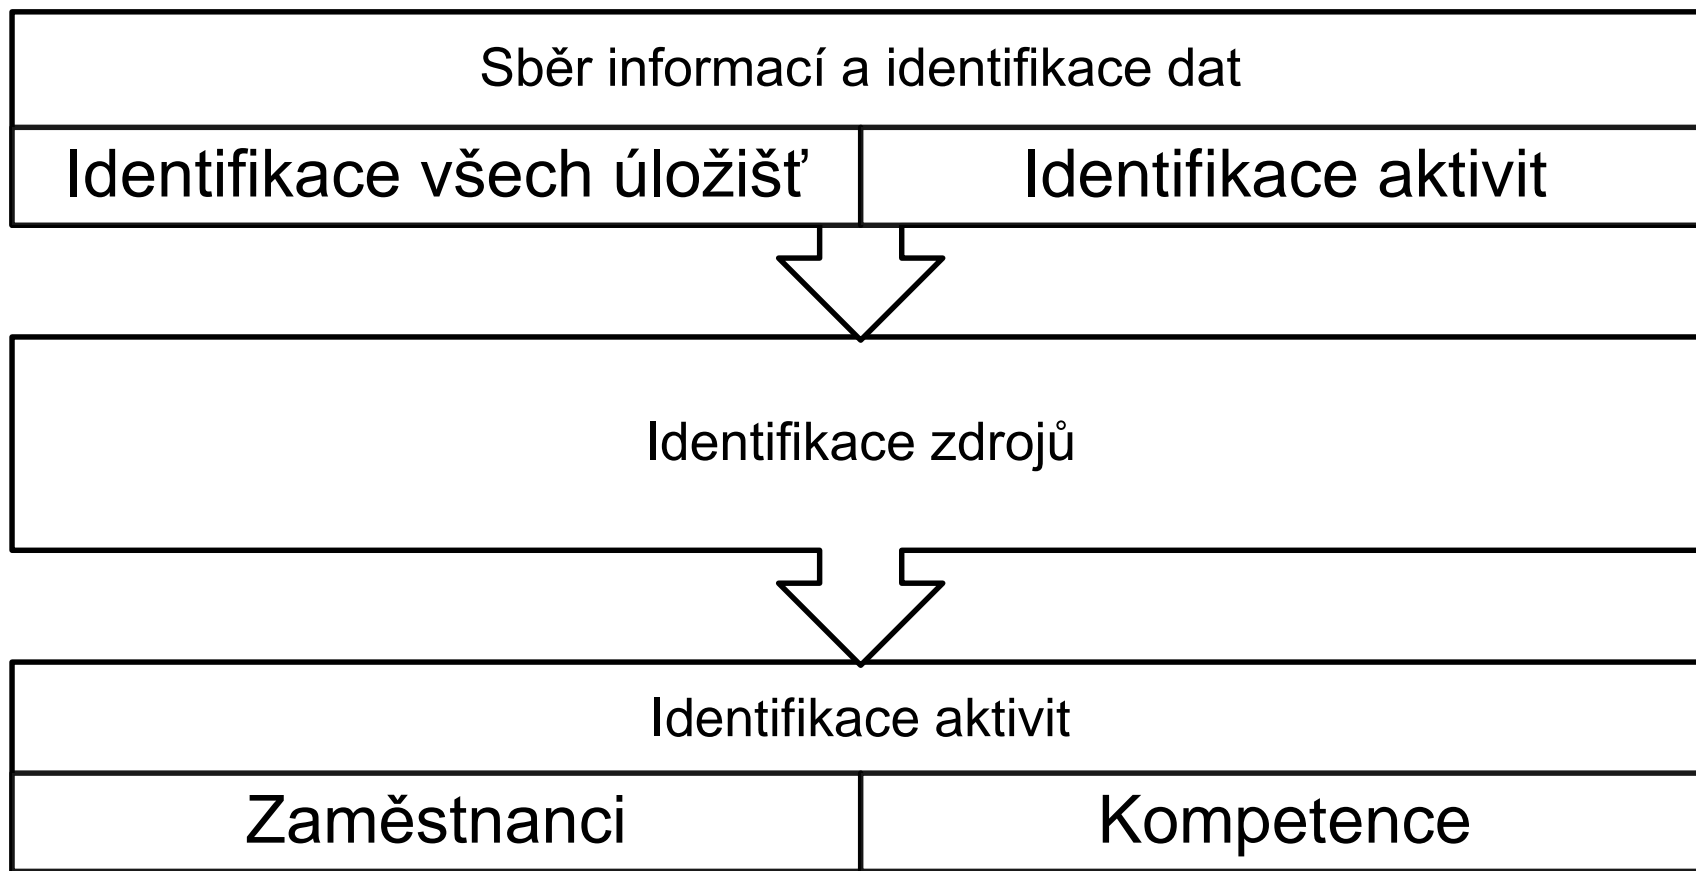 Sběr informací a identifikace dat
Identifikace všech úložišť
Identifikace aktivit
Identifikace zdrojů
Identifikace aktivit
Zaměstnanci
Kompetence